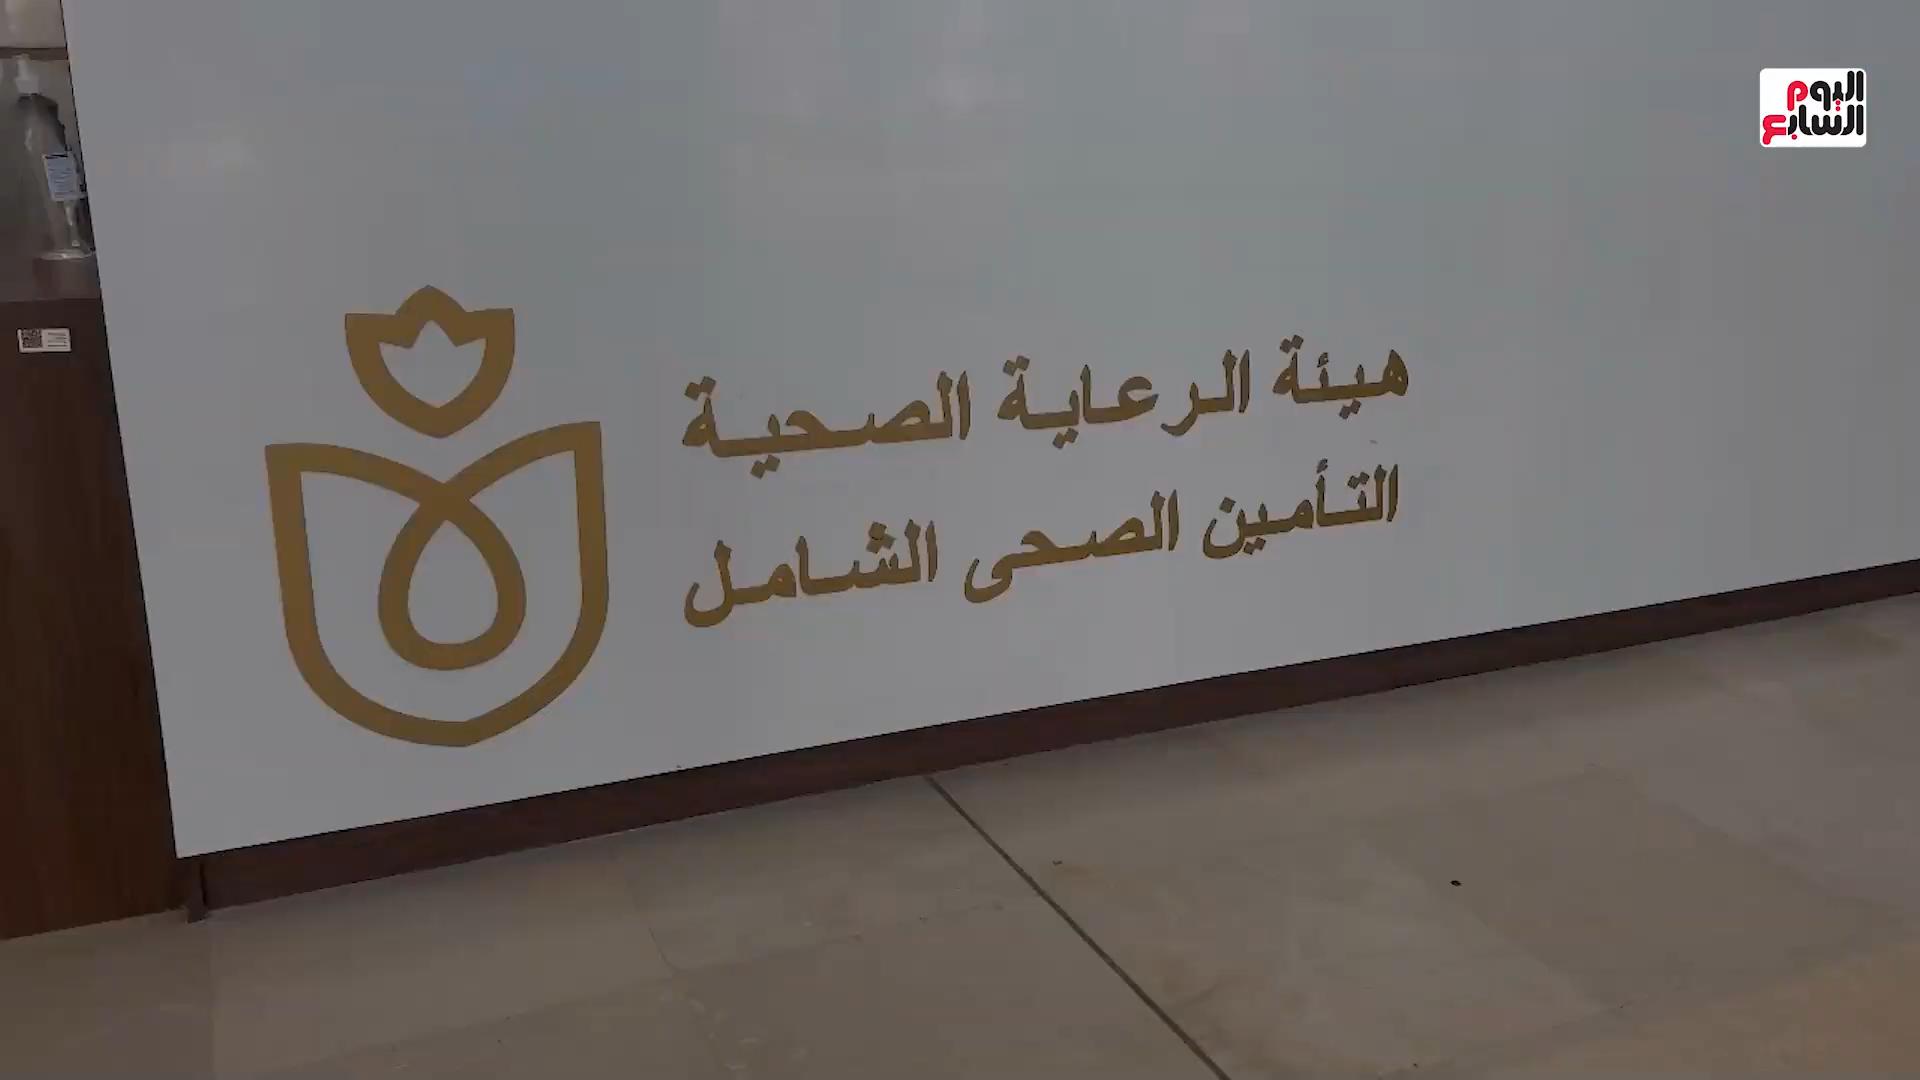 اليوم
السابع
هيئة الرعاية الصحية
التأمين الصحى الشامل